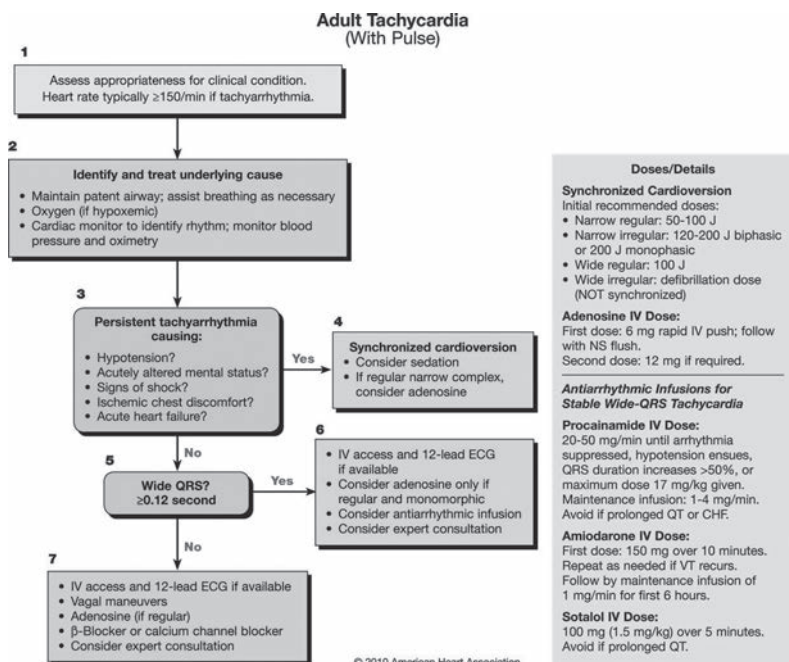 Adult Tachycardia
(With Pulse)
1
Assess appropriateness for clinical condition.
Heart rate typically ≥150/min if tachyarrhythmia.
2
Identify and treat underlying cause
• Maintain patent airway; assist breathing as necessary
• Oxygen (if hypoxemic)
• Cardiac monitor to identify rhythm; monitor blood
pressure and oximetry
3
Persistent tachyarrhythmia
causing:
• Hypotension?
• Acutely altered mental status?
• Signs of shock?
• Ischemic chest discomfort?
• Acute heart failure?
Yes
4
Synchronized cardioversion
• Consider sedation
• If regular narrow complex,
consider adenosine
No
5
Wide QRS?
≥0.12 second
Yes
6
• IV access and 12-lead ECG
if available
• Consider adenosine only if
regular and monomorphic
• Consider antiarrhythmic infusion
• Consider expert consultation
No
7
• IV access and 12-lead ECG if available
• Vagal maneuvers
• Adenosine (if regular)
• β-Blocker or calcium channel blocker
• Consider expert consultation
Doses/Details
Synchronized Cardioversion
Initial recommended doses:
• Narrow regular: 50-100 J
• Narrow irregular: 120-200 J biphasic
or 200 J monophasic
• Wide regular: 100 J
• Wide irregular: defibrillation dose
(NOT synchronized)
Adenosine IV Dose:
First dose: 6 mg rapid IV push; follow
with NS flush.
Second dose: 12 mg if required.
Antiarrhythmic Infusions for
Stable Wide-QRS Tachycardia
Procainamide IV Dose:
20-50 mg/min until arrhythmia
suppressed, hypotension ensues,
QRS duration increases >50%, or
maximum dose 17 mg/kg given.
Maintenance infusion: 1-4 mg/min.
Avoid if prolonged QT or CHF.
Amiodarone IV Dose:
First dose: 150 mg over 10 minutes.
Repeat as needed if VT recurs.
Follow by maintenance infusion of
1 mg/min for first 6 hours.
Sotalol IV Dose:
100 mg (1.5 mg/kg) over 5 minutes.
Avoid if prolonged QT.
© 2010 American Heart Association